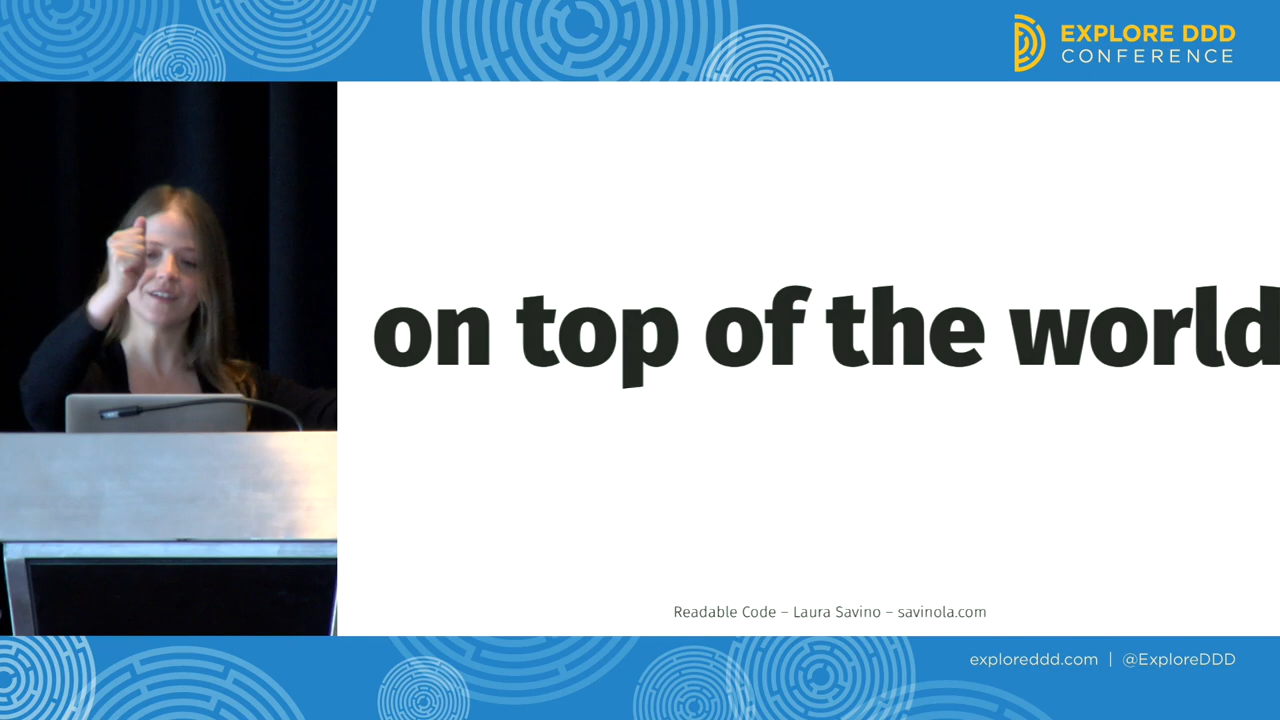 EXPLORE DDD
CONFERENCE
on top of the world
Readable Code – Laura Savino – savinola.com
exploreddd.com | @ExploreDDD